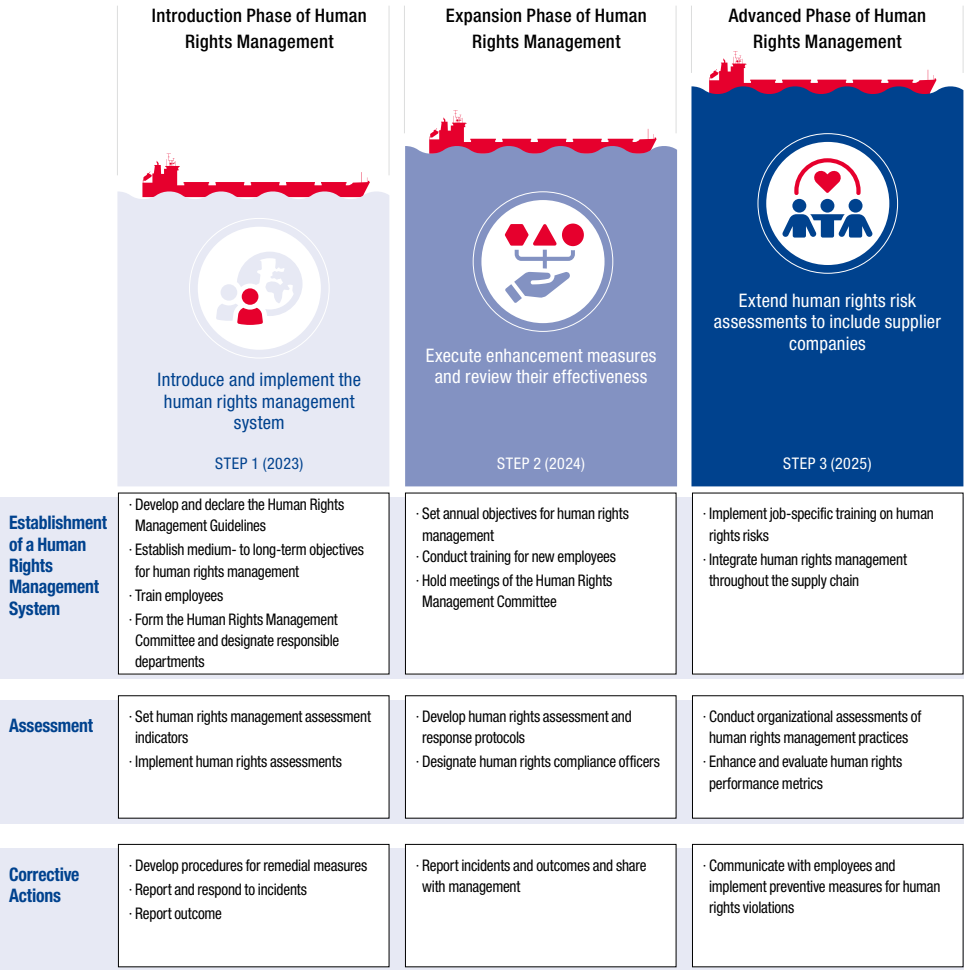 Introduction Phase of Human
Rights Management
Expansion Phase of Human
Rights Management
Advanced Phase of Human
Rights Management
Introduce and implement the
human rights management
system
STEP 1 (2023)
Execute enhancement measures
and review their effectiveness
STEP 2 (2024)
Extend human rights risk
assessments to include supplier
companies
STEP 3 (2025)
Establishment
of a Human
Rights
Management
System
· Develop and declare the Human Rights
Management Guidelines
· Establish medium- to long-term objectives
for human rights management
· Train employees
· Form the Human Rights Management
Committee and designate responsible
departments
· Set annual objectives for human rights
management
· Conduct training for new employees
· Hold meetings of the Human Rights
Management Committee
· Implement job-specific training on human
rights risks
· Integrate human rights management
throughout the supply chain
Assessment
· Set human rights management assessment
indicators
· Implement human rights assessments
· Develop human rights assessment and
response protocols
· Designate human rights compliance officers
· Conduct organizational assessments of
human rights management practices
· Enhance and evaluate human rights
performance metrics
Corrective
Actions
· Develop procedures for remedial measures
· Report and respond to incidents
· Report outcome
· Report incidents and outcomes and share
with management
· Communicate with employees and
implement preventive measures for human
rights violations